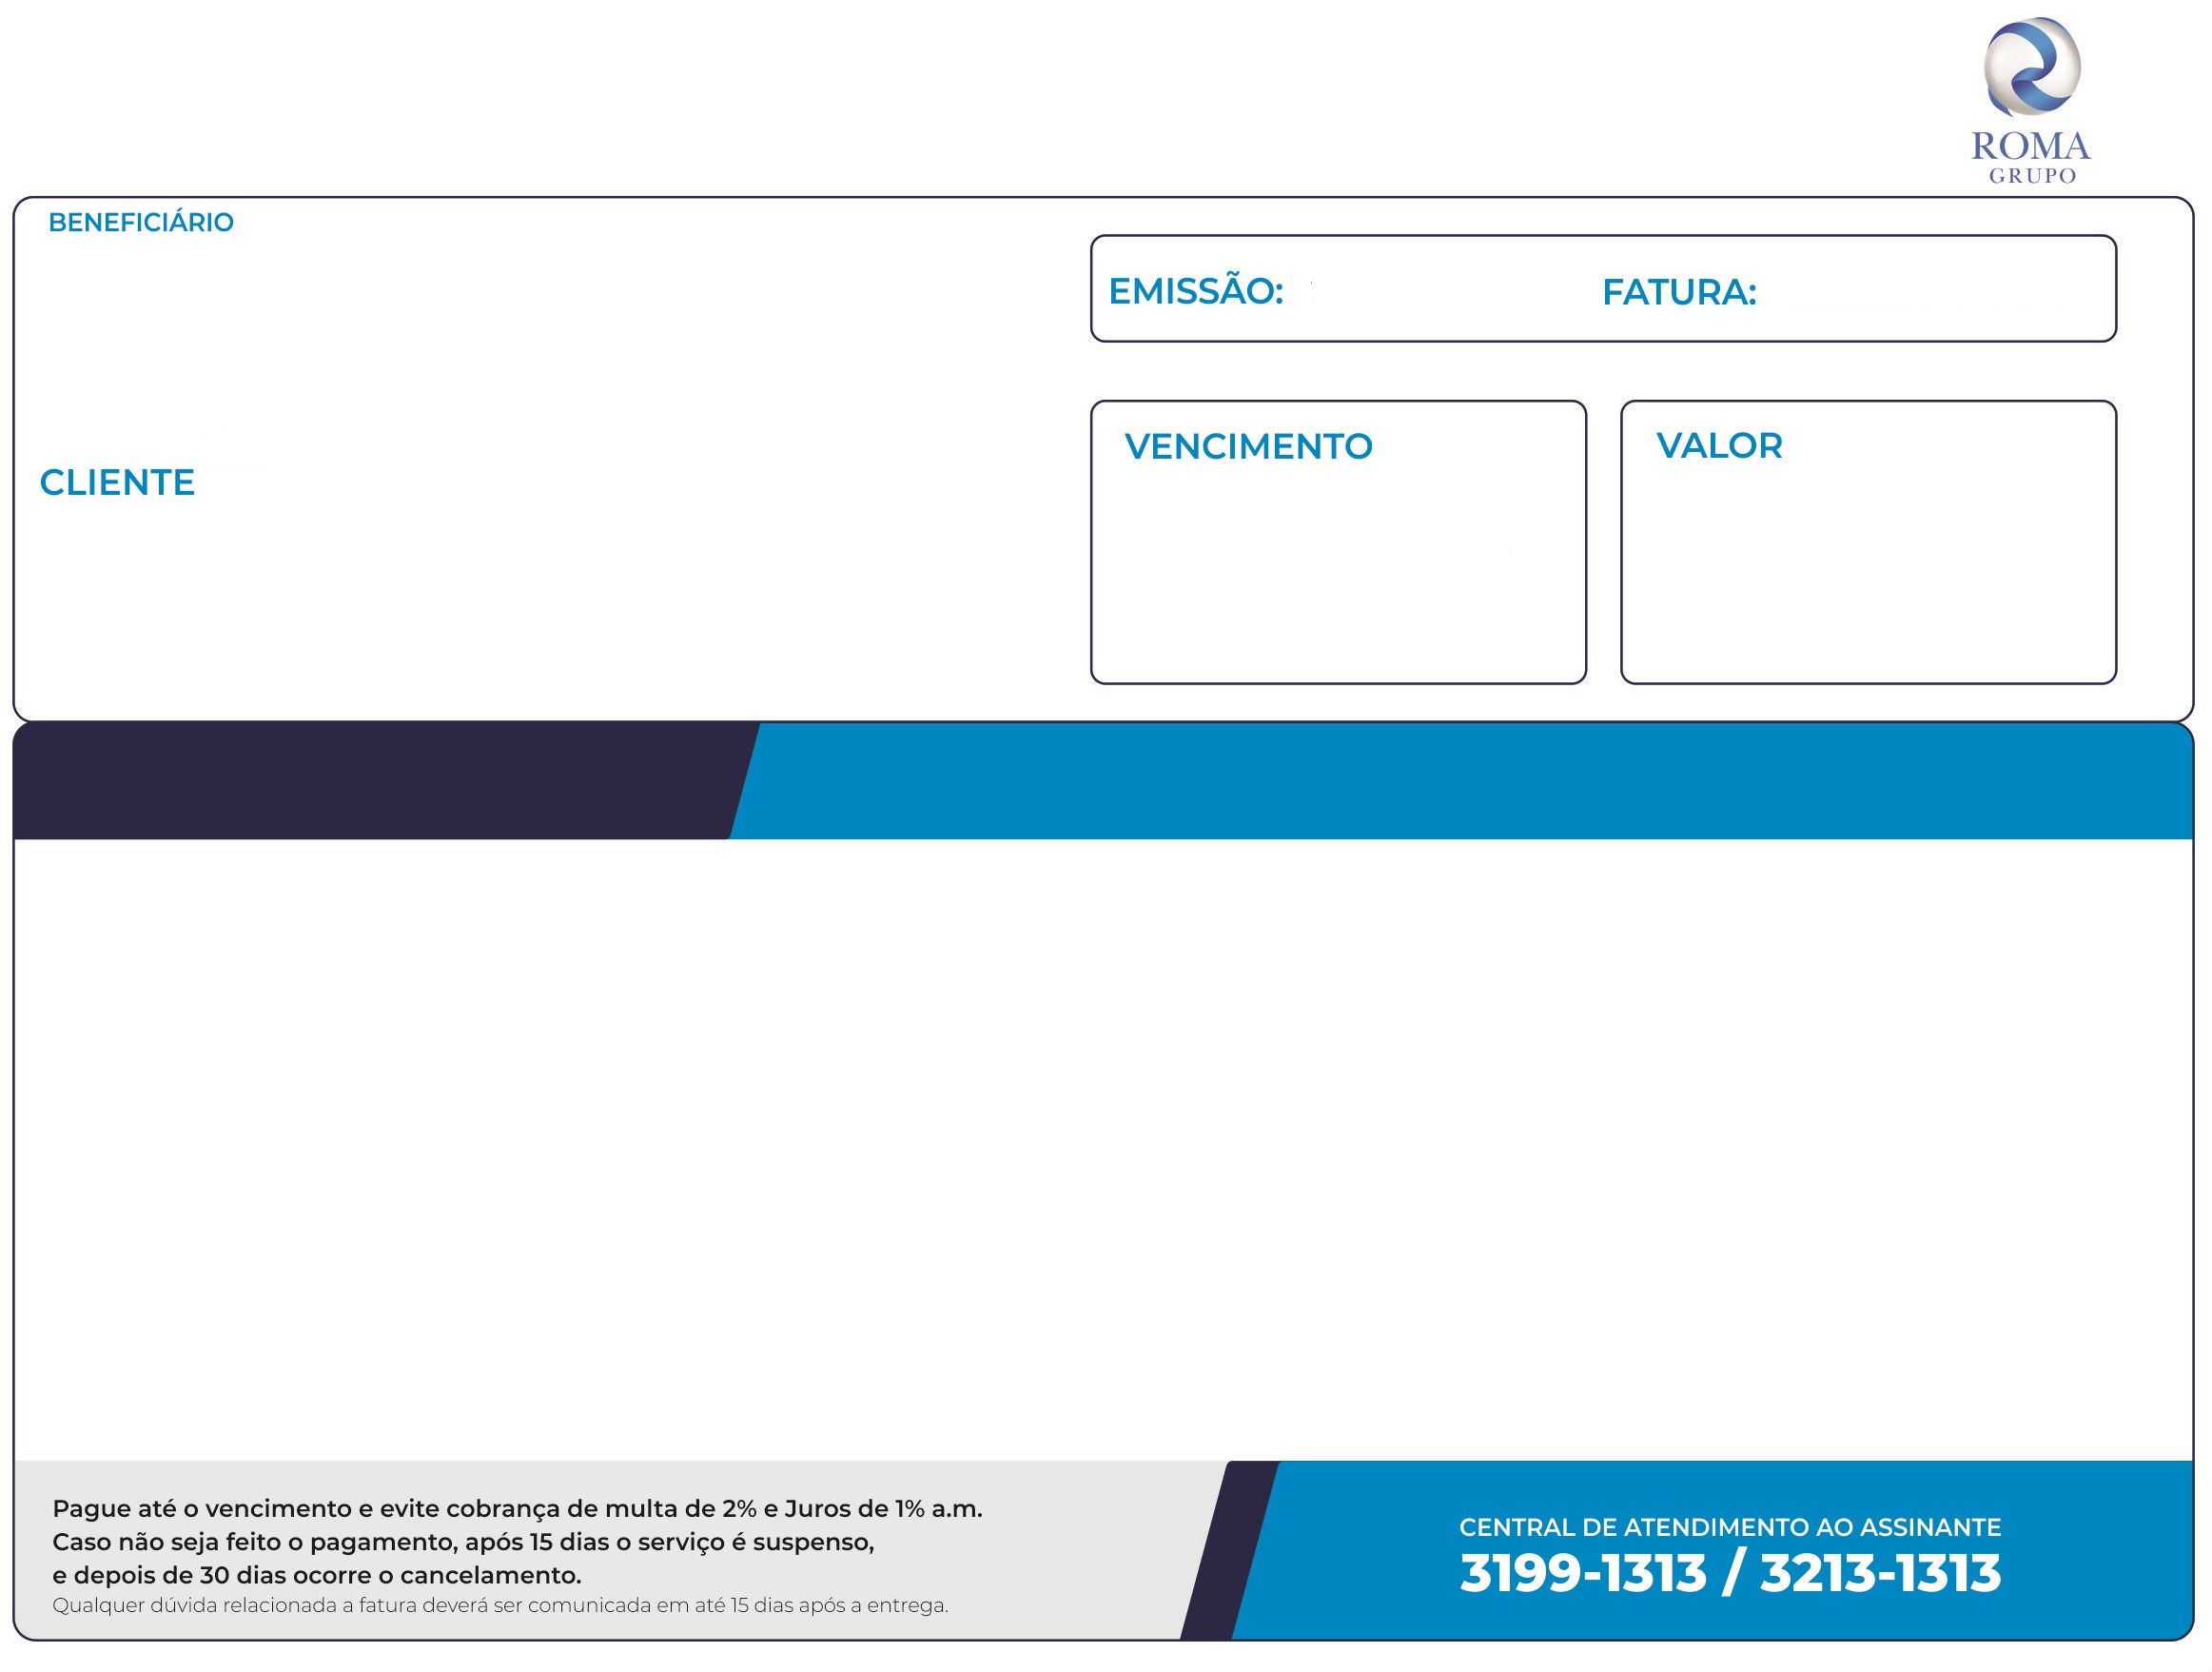 ROMA
GRUPO
BENEFICIÁRIO
EMISSÃO:
FATURA:
CLIENTE
VENCIMENTO
VALOR
Pague até o vencimento e evite cobrança de multa de 2% e Juros de 1% a.m.
Caso não seja feito o pagamento, após 15 dias o serviço é suspenso,
e depois de 30 dias ocorre o cancelamento.
Qualquer dúvida relacionada a fatura deverá ser comunicada em até 15 dias após a entrega.
CENTRAL DE ATENDIMENTO AO ASSINANTE
3199-1313 / 3213-1313